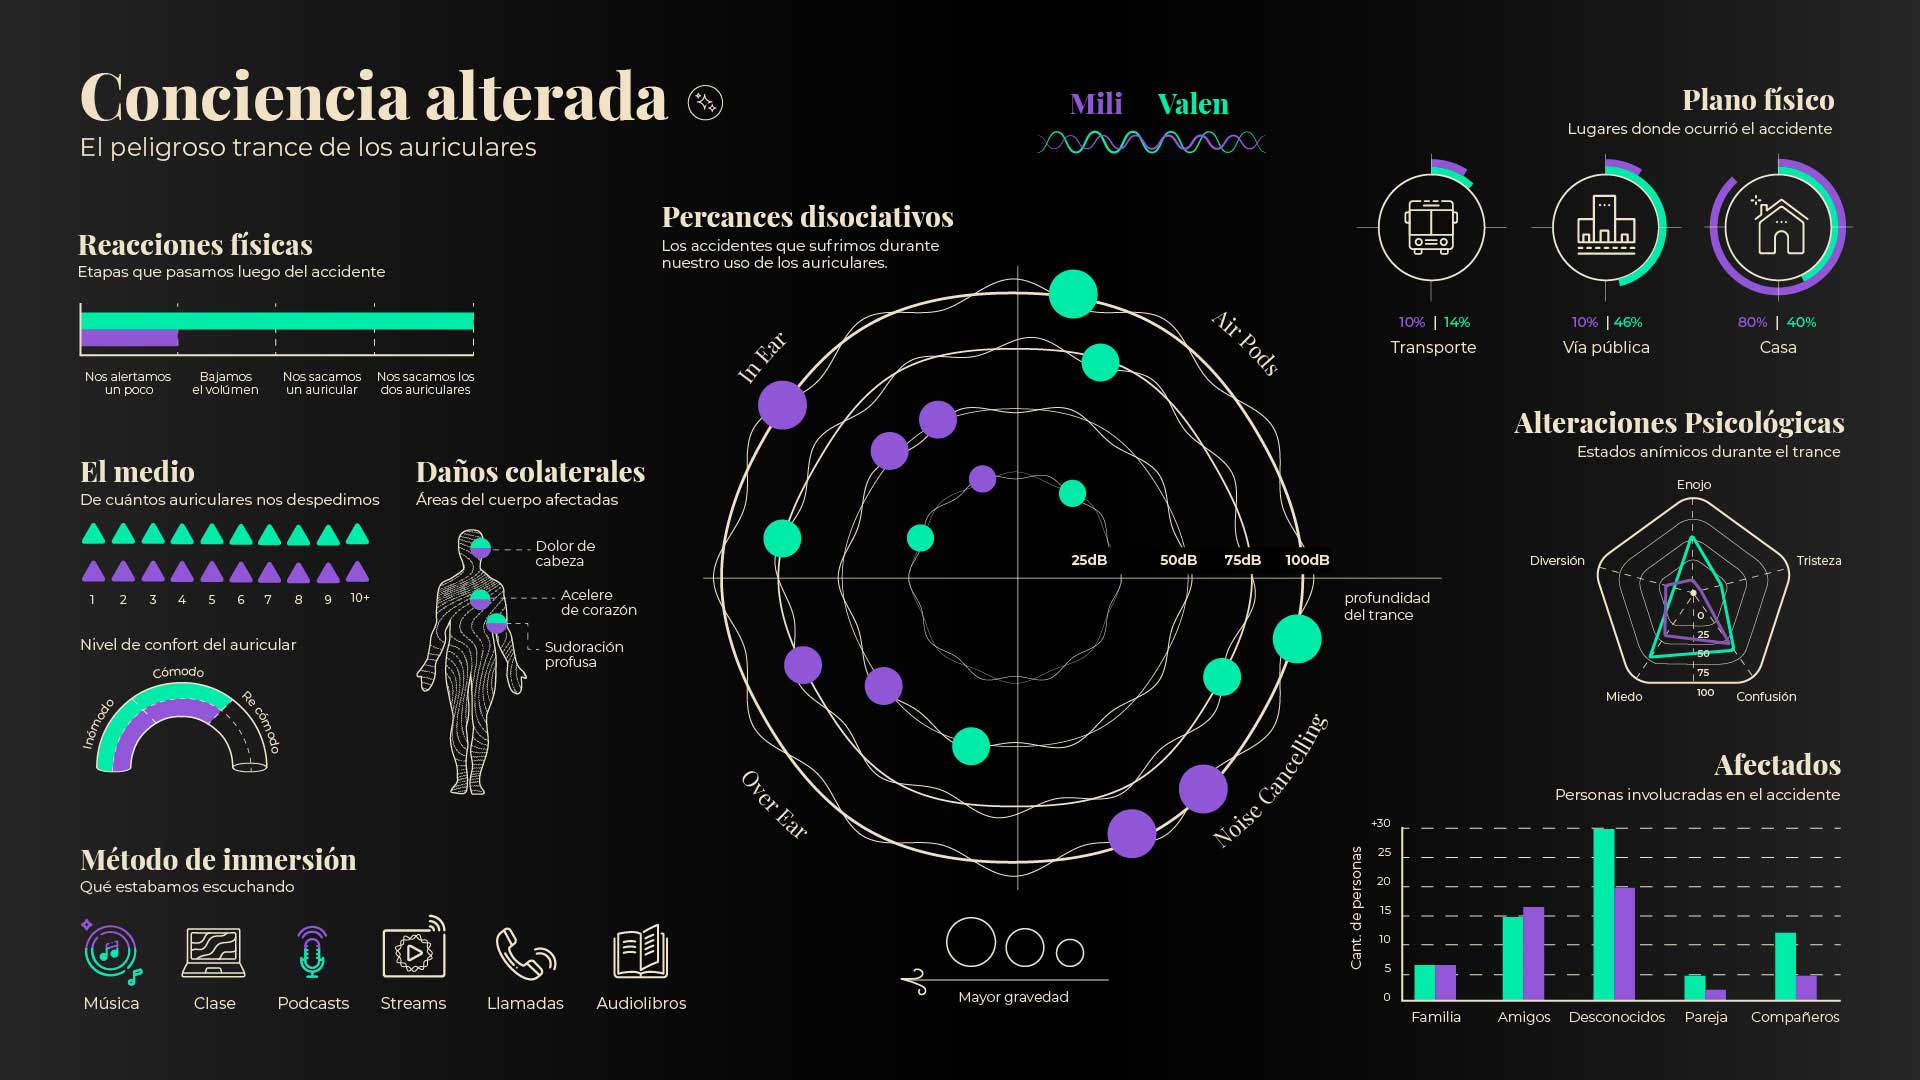 Conciencia alterada
El peligroso trance de los auriculares
Mili Valen
Reacciones físicas
Etapas que pasamos luego del accidente
Nos alertamos
un poco
Bajamos
el volúmen
Nos sacamos
un auricular
Nos sacamos los
dos auriculares
El medio
De cuántos auriculares nos despedimos
1 2 3 4 5 6 7 8 9 10+
Nivel de confort del auricular
Inómodo
Cómodo
Re cómodo
Daños colaterales
Áreas del cuerpo afectadas
Dolor de
cabeza
Acelere
de corazón
Sudoración
profusa
Método de inmersión
Qué estabamos escuchando
Música Clase Podcasts Streams Llamadas Audiolibros
Percances disociativos
Los accidentes que sufrimos durante
nuestro uso de los auriculares.
In Ear
Air Pods
25dB 50dB 75dB 100dB
profundidad
del trance
Over Ear
Noise Cancelling
Mayor gravedad
Plano físico
Lugares donde ocurrió el accidente
10% | 14%
Transporte
10% | 46%
Vía pública
80% | 40%
Casa
Alteraciones Psicológicas
Estados anímicos durante el trance
Enojo
Diversión
Tristeza
0
25
50
75
100
Miedo
Confusión
Afectados
Personas involucradas en el accidente
Cant. de personas
+30
25
20
15
10
5
0
Familia Amigos Desconocidos Pareja Compañeros